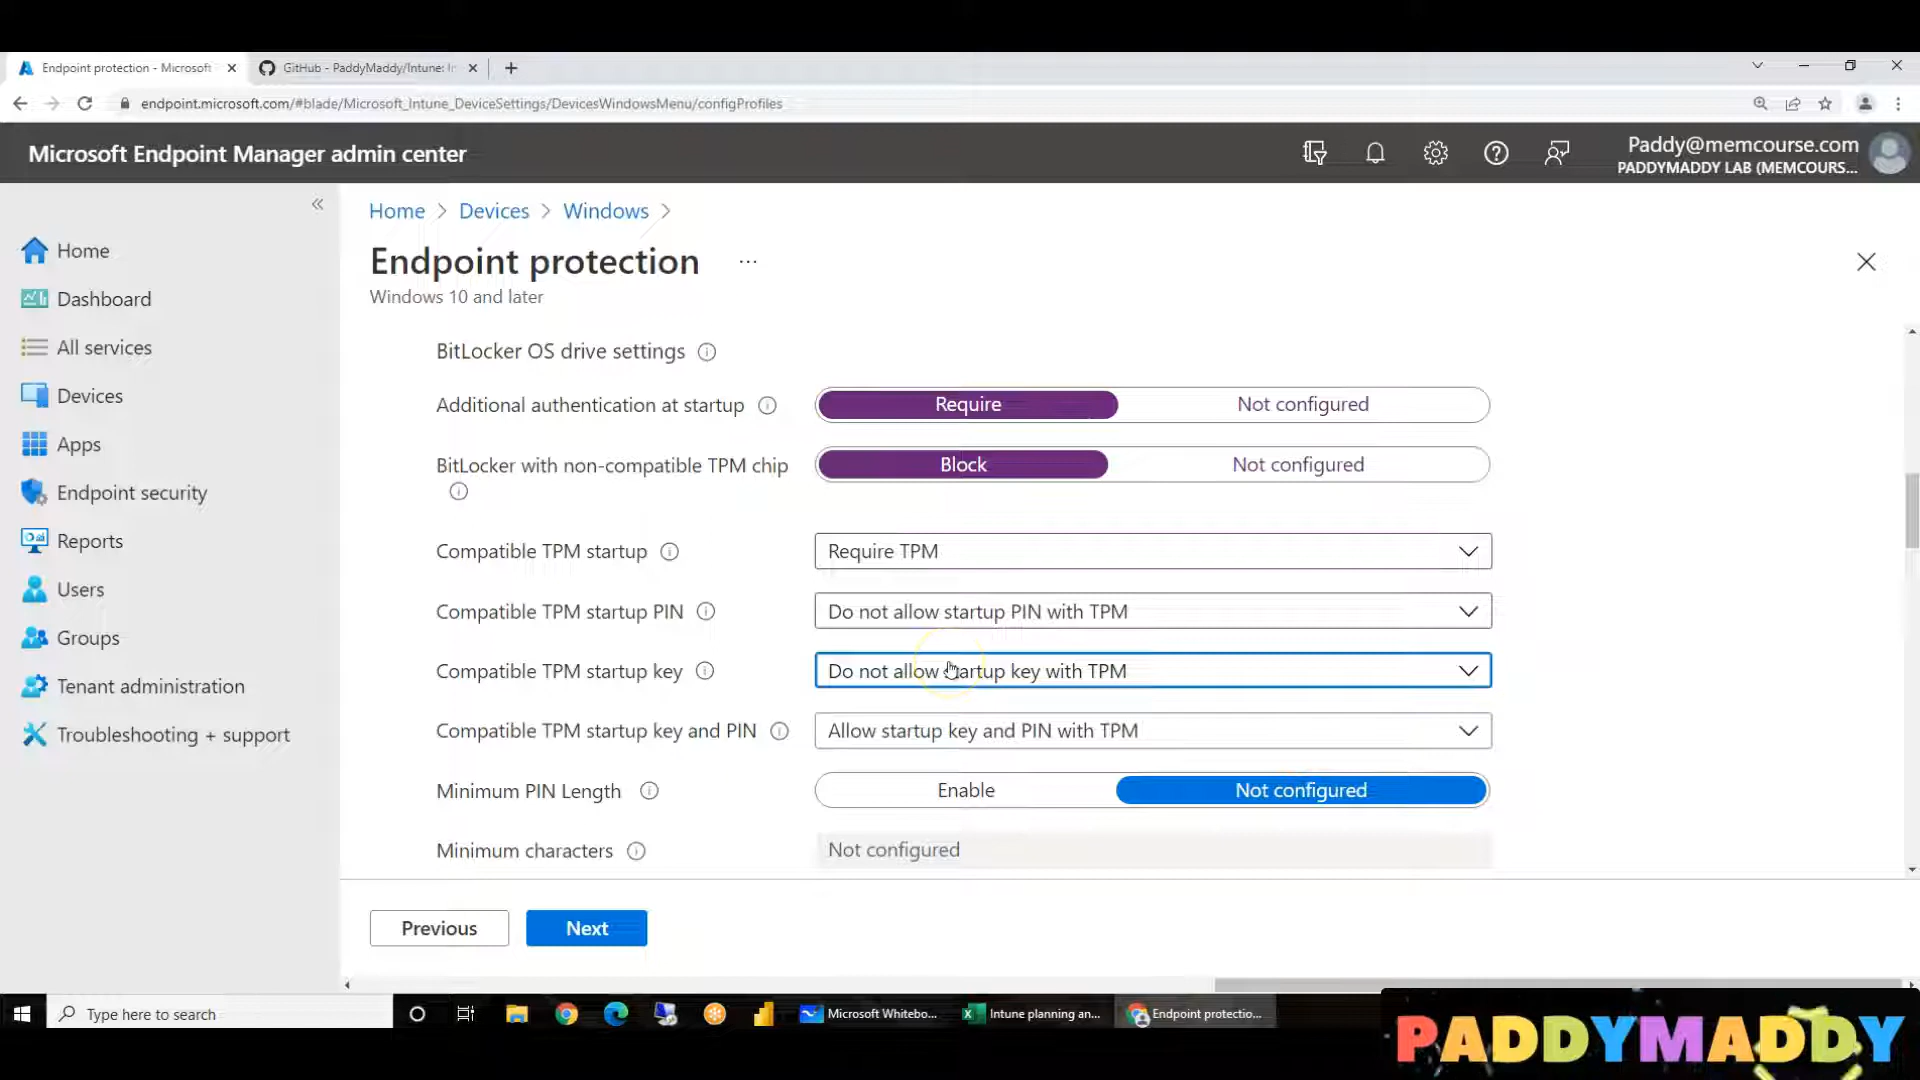 Endpoint protection - Microsoft
GitHub - PaddyMaddy/Intune: In
endpoint.microsoft.com/#blade/Microsoft_Intune_DeviceSettings/DevicesWindowsMenu/configProfiles
Microsoft Endpoint Manager admin center
Paddy@memcourse.com
PADDYMADDY LAB (MEMCOURS...
Home
Dashboard
All services
Devices
Apps
Endpoint security
Reports
Users
Groups
Tenant administration
Troubleshooting + support
Home > Devices > Windows >
Endpoint protection ...
Windows 10 and later
BitLocker OS drive settings
Additional authentication at startup Require Not configured
BitLocker with non-compatible TPM chip Block Not configured
Compatible TPM startup Require TPM
Compatible TPM startup PIN Do not allow startup PIN with TPM
Compatible TPM startup key Do not allow startup key with TPM
Compatible TPM startup key and PIN Allow startup key and PIN with TPM
Minimum PIN Length Enable Not configured
Minimum characters Not configured
Previous Next
Type here to search
Microsoft Whitebo...
Intune planning an...
Endpoint protectio...
PADDYMADDY